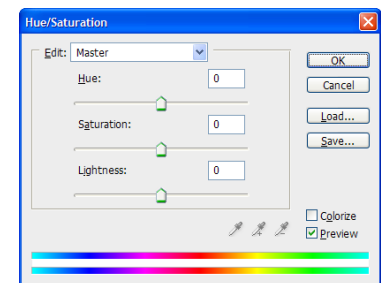 Hue/Saturation
Edit: Master
Hue: 0
Saturation: 0
Lightness: 0
OK
Cancel
Load...
Save...
Colorize
Preview